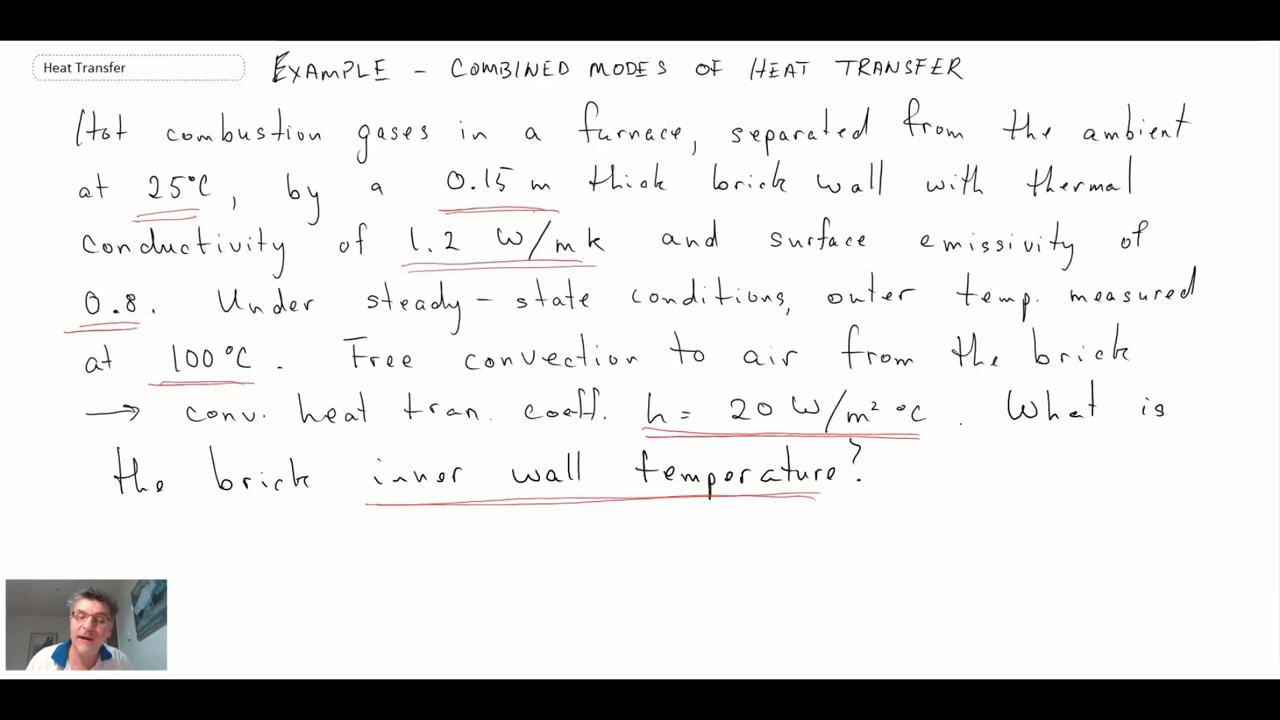 Heat Transfer
EXAMPLE - COMBINED MODES OF HEAT TRANSFER
Hot combustion gases in a furnace, separated from the ambient
at 25°C, by a 0.15 m thick brick wall with thermal
conductivity of 1.2 W/mk and surface emissivity of
0.8. Under steady-state conditions, outer temp. measured
at 100°C. Free convection to air from the brick
→ conv. heat tran. coeff. h = 20 W/m² °C. What is
the brick inner wall temperature?